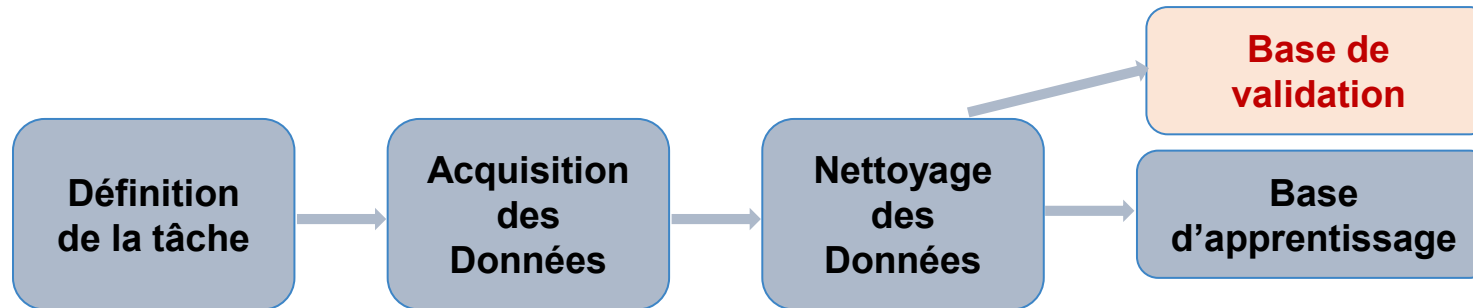 Définition
de la tâche
Acquisition
des
Données
Nettoyage
des
Données
Base de
validation
Base
d’apprentissage